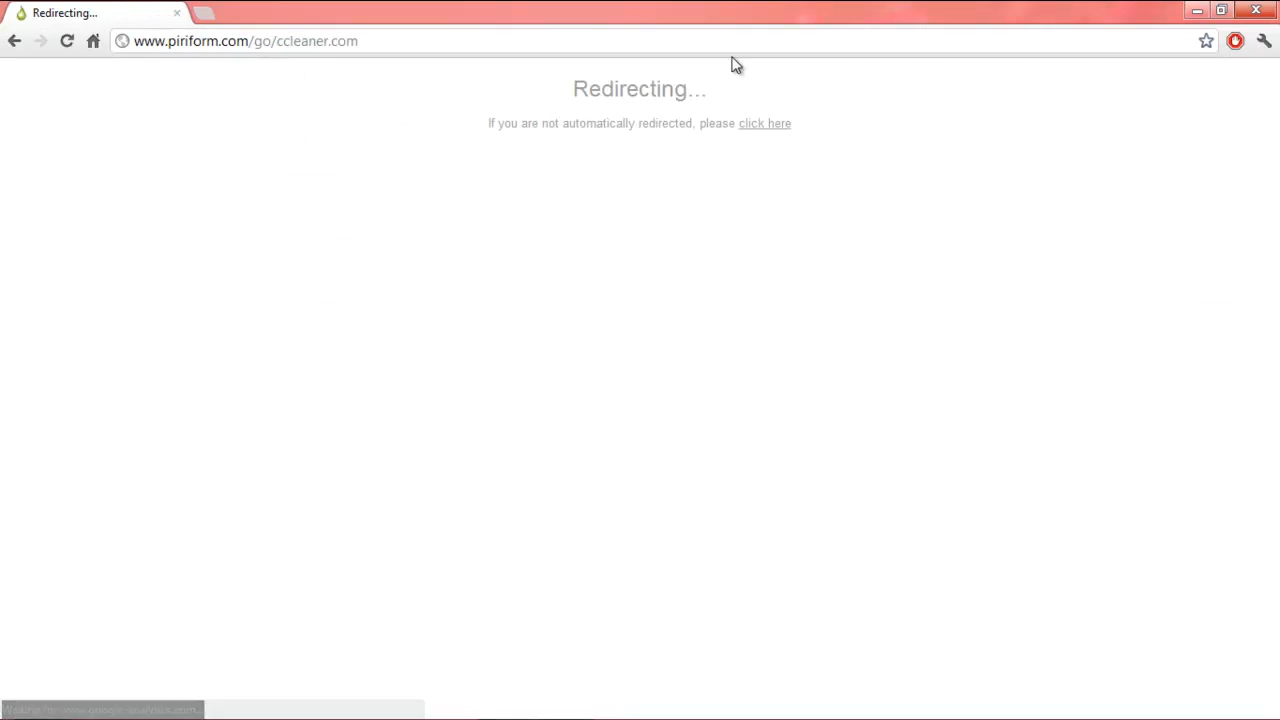 Redirecting...
www.piriform.com/go/ccleaner.com
Redirecting...
If you are not automatically redirected, please click here